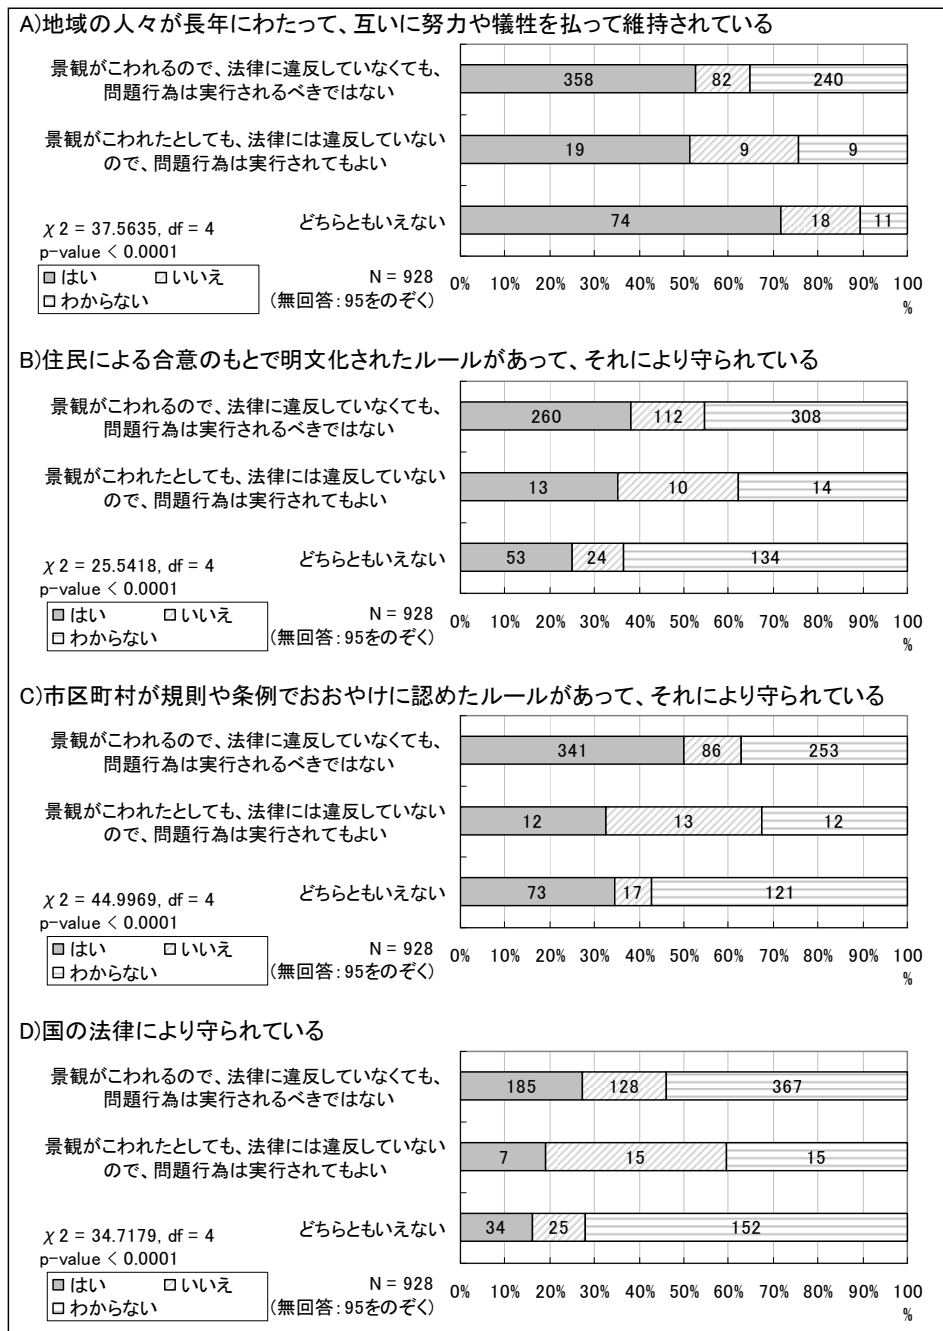 A)地域の人々が長年にわたって、互いに努力や犠牲を払って維持されている
景観がこわれるので、法律に違反していなくても、
問題行為は実行されるべきではない
358 82 240
景観がこわれたとしても、法律には違反していない
ので、問題行為は実行されてもよい
19 9 9
どちらともいえない
74 18 11
χ2 = 37.5635, df = 4
p-value < 0.0001
はい いいえ
わからない
N = 928
(無回答:95をのぞく)
0% 10% 20% 30% 40% 50% 60% 70% 80% 90% 100
%
B)住民による合意のもとで明文化されたルールがあって、それにより守られている
景観がこわれるので、法律に違反していなくても、
問題行為は実行されるべきではない
260 112 308
景観がこわれたとしても、法律には違反していない
ので、問題行為は実行されてもよい
13 10 14
どちらともいえない
53 24 134
χ2 = 25.5418, df = 4
p-value < 0.0001
はい いいえ
わからない
N = 928
(無回答:95をのぞく)
0% 10% 20% 30% 40% 50% 60% 70% 80% 90% 100
%
C)市区町村が規則や条例でおおやけに認めたルールがあって、それにより守られている
景観がこわれるので、法律に違反していなくても、
問題行為は実行されるべきではない
341 86 253
景観がこわれたとしても、法律には違反していない
ので、問題行為は実行されてもよい
12 13 12
どちらともいえない
73 17 121
χ2 = 44.9969, df = 4
p-value < 0.0001
はい いいえ
わからない
N = 928
(無回答:95をのぞく)
0% 10% 20% 30% 40% 50% 60% 70% 80% 90% 100
%
D)国の法律により守られている
景観がこわれるので、法律に違反していなくても、
問題行為は実行されるべきではない
185 128 367
景観がこわれたとしても、法律には違反していない
ので、問題行為は実行されてもよい
7 15 15
どちらともいえない
34 25 152
χ2 = 34.7179, df = 4
p-value < 0.0001
はい いいえ
わからない
N = 928
(無回答:95をのぞく)
0% 10% 20% 30% 40% 50% 60% 70% 80% 90% 100
%